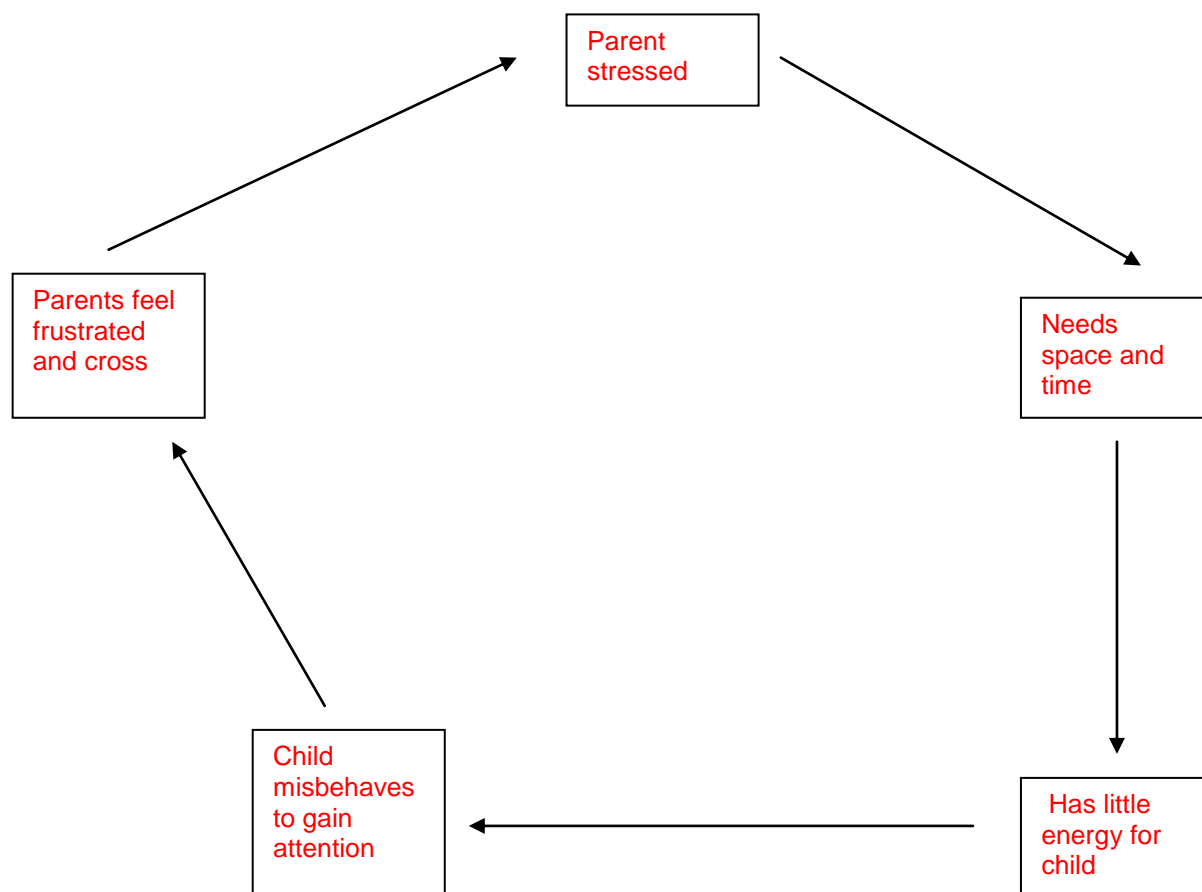 Parent
stressed
Needs
space and
time
Has little
energy for
child
Child
misbehaves
to gain
attention
Parents feel
frustrated
and cross